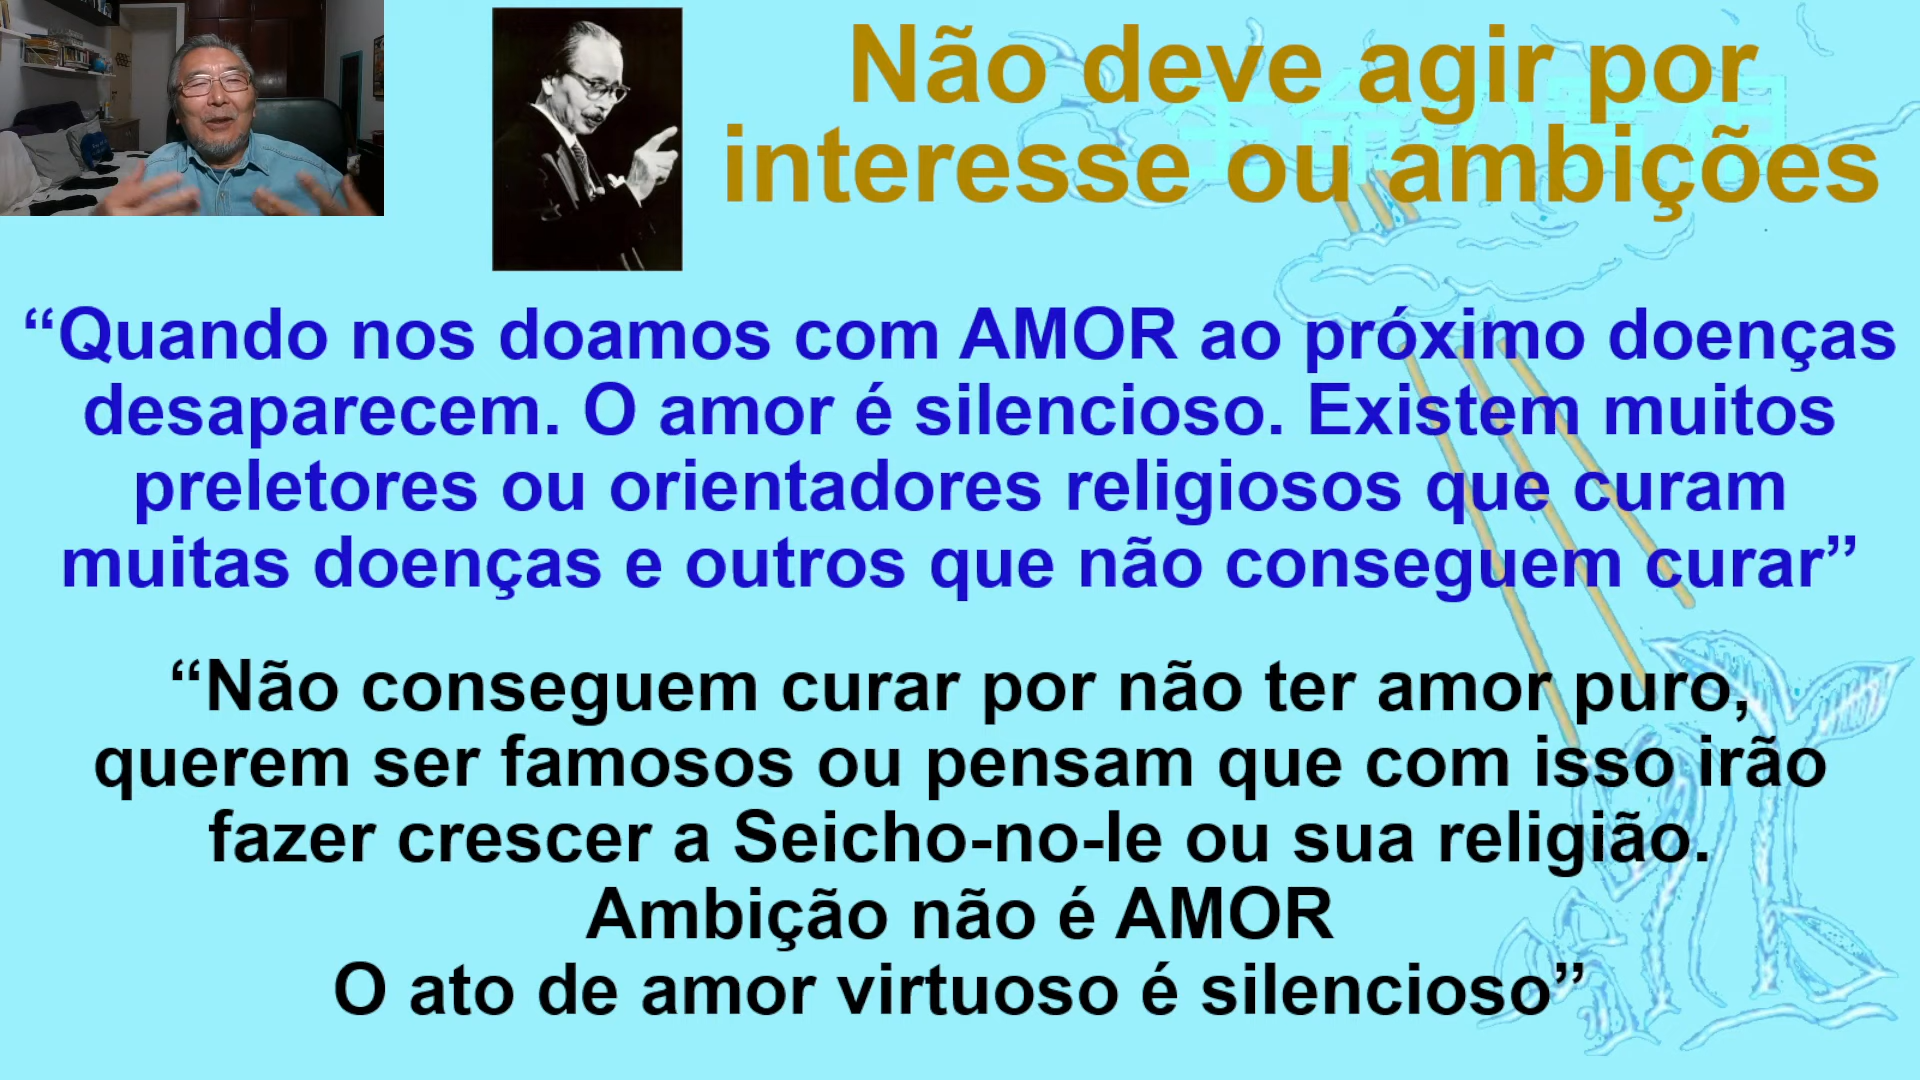 Não deve agir por
interesse ou ambições
“Quando nos doamos com AMOR ao próximo doenças
desaparecem. O amor é silencioso. Existem muitos
preletores ou orientadores religiosos que curam
muitas doenças e outros que não conseguem curar”
“Não conseguem curar por não ter amor puro,
querem ser famosos ou pensam que com isso irão
fazer crescer a Seicho-no-Ie ou sua religião.
Ambição não é AMOR
O ato de amor virtuoso é silencioso”